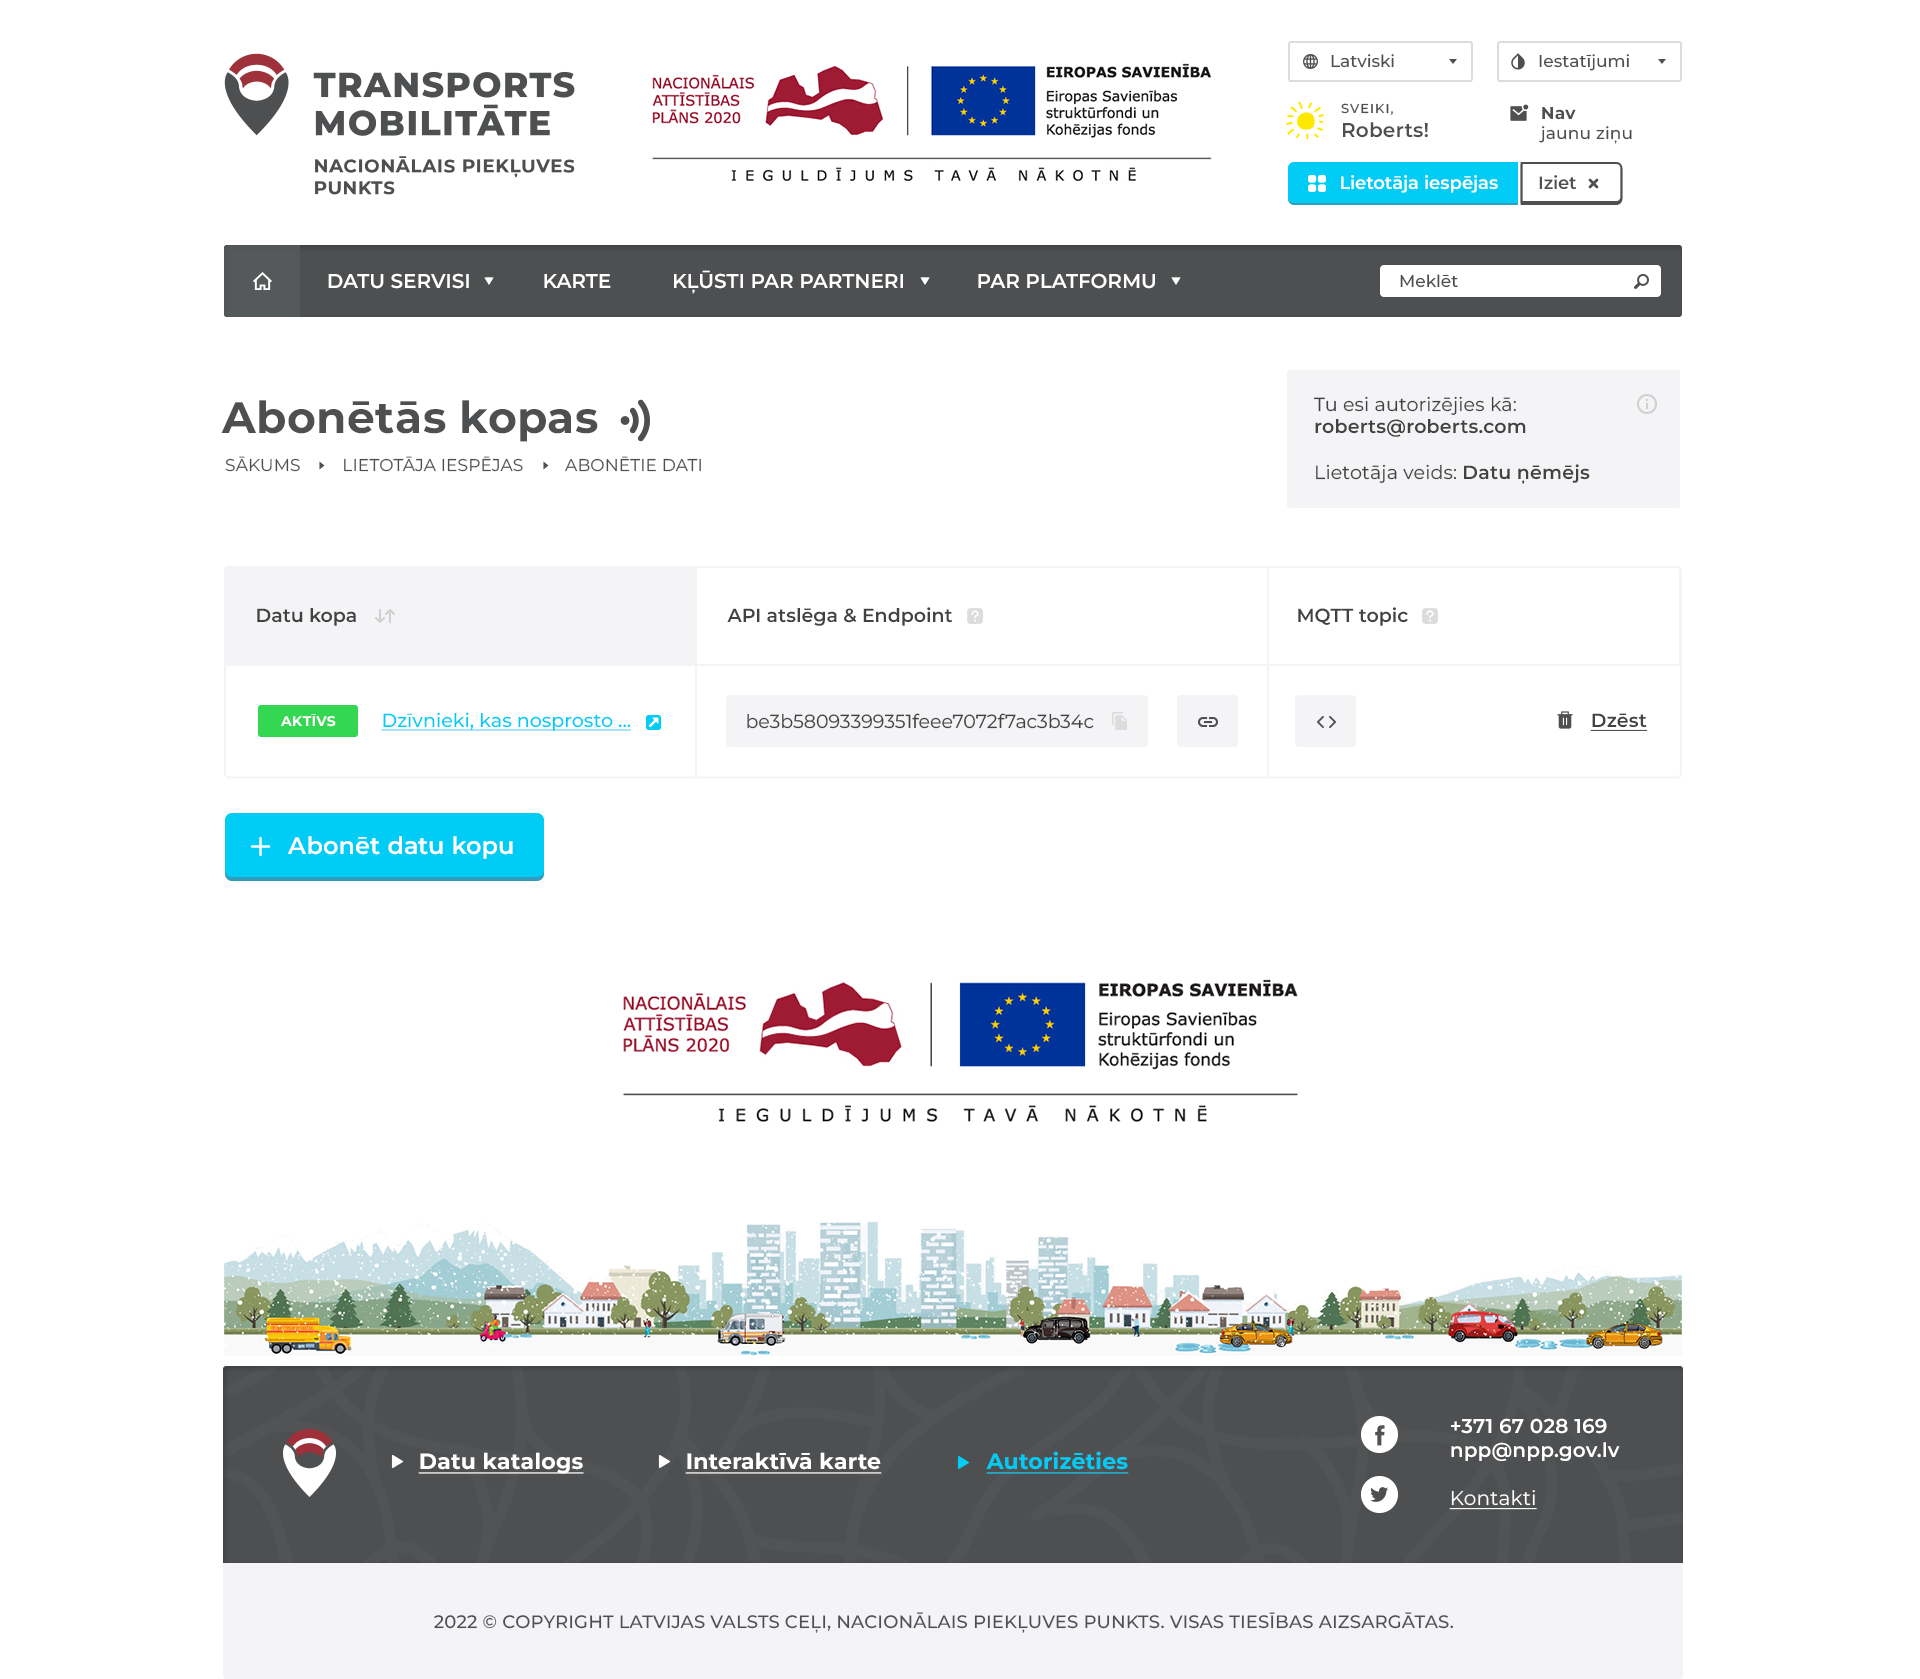 TRANSPORTS
MOBILITĀTE
NACIONĀLAIS PIEKĻUVES
PUNKTS
NACIONĀLAIS
ATTĪSTĪBAS
PLĀNS 2020
EIROPAS SAVIENĪBA
Eiropas Savienības
struktūrfondi un
Kohēzijas fonds
IEGULDĪJUMS TAVĀ NĀKOTNĒ
Latviski
Iestatījumi
SVEIKI,
Roberts!
Nav
jaunu ziņu
Lietotāja iespējas
Iziet
DATU SERVISI
KARTE
KĻŪSTI PAR PARTNERI
PAR PLATFORMU
Meklēt
Abonētās kopas
SĀKUMS
LIETOTĀJA IESPĒJAS
ABONĒTIE DATI
Tu esi autorizējies kā:
roberts@roberts.com
Lietotāja veids: Datu ņēmējs
Datu kopa
API atslēga & Endpoint
MQTT topic
AKTĪVS
Dzīvnieki, kas nosprosto ...
be3b58093399351feee7072f7ac3b34c
Dzēst
Abonēt datu kopu
NACIONĀLAIS
ATTĪSTĪBAS
PLĀNS 2020
EIROPAS SAVIENĪBA
Eiropas Savienības
struktūrfondi un
Kohēzijas fonds
IEGULDĪJUMS TAVĀ NĀKOTNĒ
Datu katalogs
Interaktīvā karte
Autorizēties
+371 67 028 169
npp@npp.gov.lv
Kontakti
2022 © COPYRIGHT LATVIJAS VALSTS CEĻI, NACIONĀLAIS PIEKĻUVES PUNKTS. VISAS TIESĪBAS AIZSARGĀTAS.